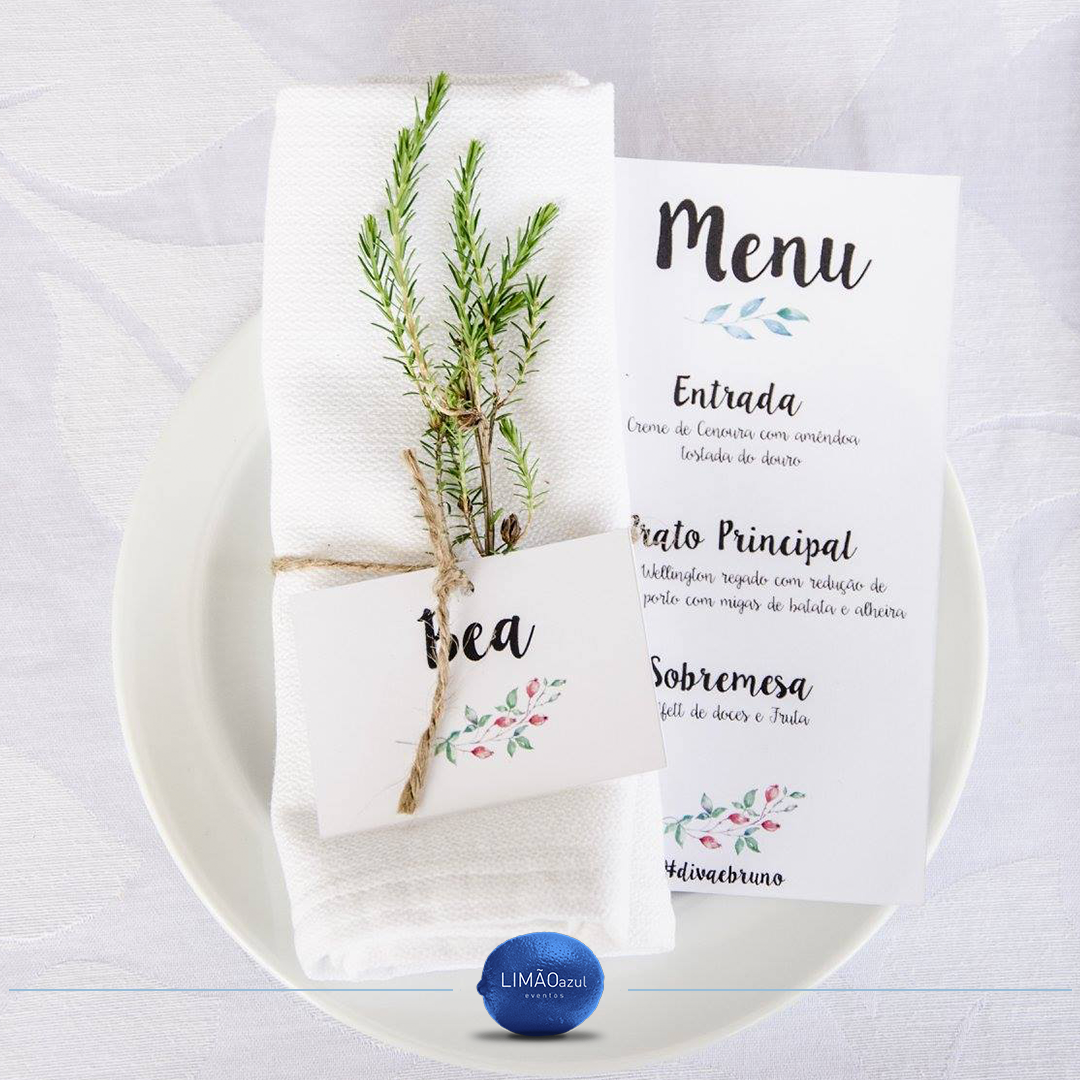 Menu
Entrada
Creme de Cenoura com amêndoa
tostada do douro
Prato Principal
Wellington regado com redução de
porto com migas de batata e alheira
Sobremesa
de doces e Fruta
#divaebruno
Bea
LIMÃOazul
eventos